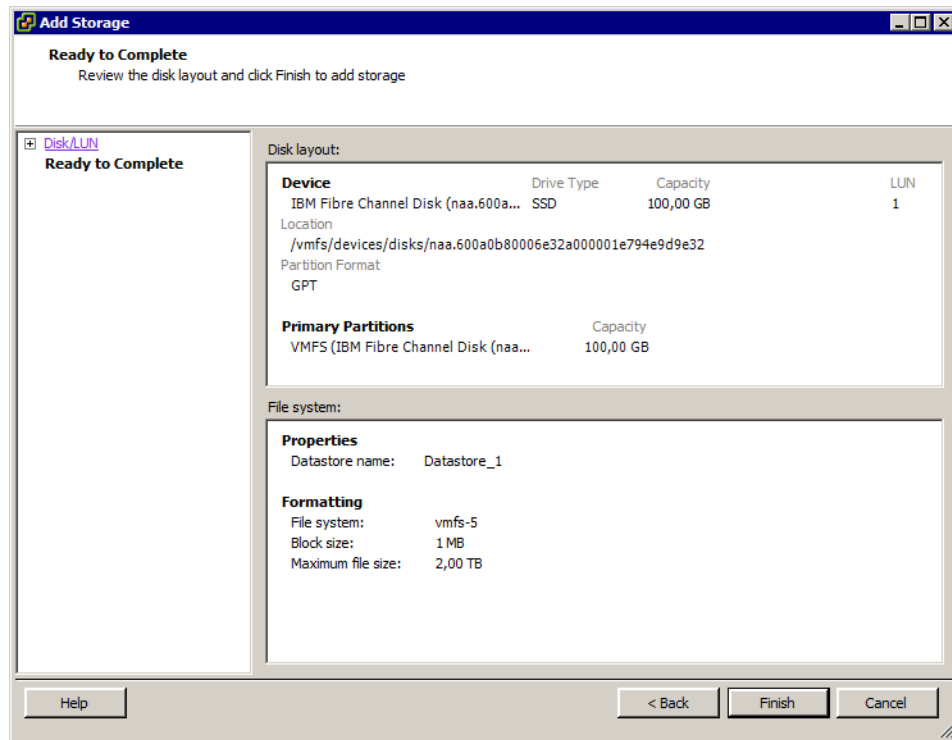 Add Storage
Ready to Complete
Review the disk layout and click Finish to add storage
Disk/LUN
Ready to Complete
Disk layout:
Device Drive Type Capacity LUN
IBM Fibre Channel Disk (naa.600a... SSD 100,00 GB 1
Location
/vmfs/devices/disks/naa.600a0b80006e32a000001e794e9d9e32
Partition Format
GPT
Primary Partitions Capacity
VMFS (IBM Fibre Channel Disk (naa... 100,00 GB
File system:
Properties
Datastore name: Datastore_1
Formatting
File system: vmfs-5
Block size: 1 MB
Maximum file size: 2,00 TB
Help < Back Finish Cancel